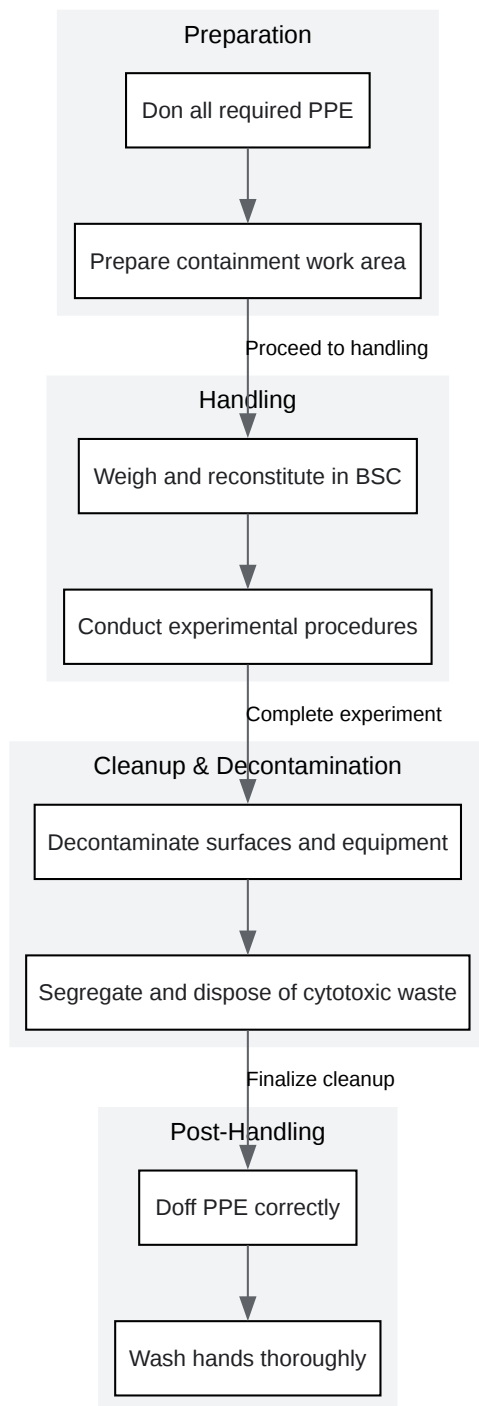 Preparation
Don all required PPE
Prepare containment work area
Proceed to handling
Handling
Weigh and reconstitute in BSC
Conduct experimental procedures
Complete experiment
Cleanup & Decontamination
Decontaminate surfaces and equipment
Segregate and dispose of cytotoxic waste
Finalize cleanup
Post-Handling
Doff PPE correctly
Wash hands thoroughly